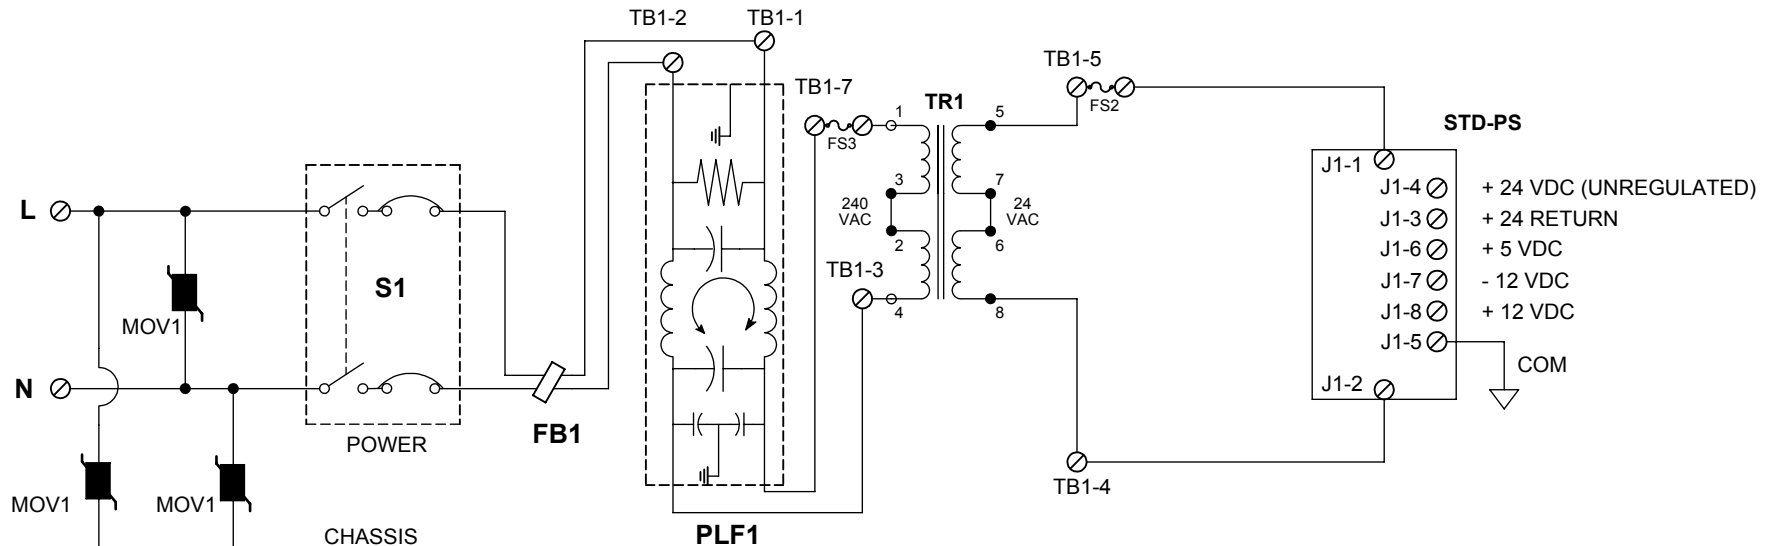 TB1-2
TB1-1
TB1-5
TB1-7
TR1
FS2
STD-PS
1
5
FS3
J1-1
3
7
J1-4
+ 24 VDC (UNREGULATED)
L
240
VAC
24
VAC
J1-3
+ 24 RETURN
2
6
J1-6
+ 5 VDC
TB1-3
J1-7
- 12 VDC
S1
4
8
J1-8
+ 12 VDC
MOV1
J1-5
COM
N
J1-2
FB1
POWER
TB1-4
MOV1
MOV1
CHASSIS
PLF1